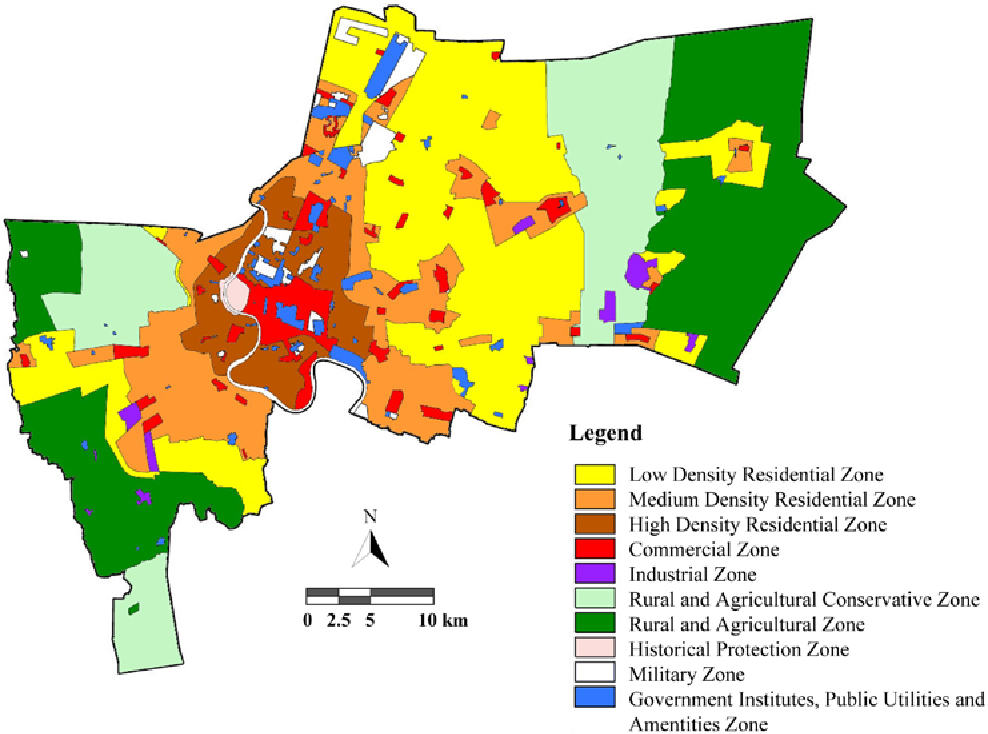 Legend
Low Density Residential Zone
Medium Density Residential Zone
High Density Residential Zone
Commercial Zone
Industrial Zone
Rural and Agricultural Conservative Zone
Rural and Agricultural Zone
Historical Protection Zone
Military Zone
Government Institutes, Public Utilities and
Amentities Zone
N
0 2.5 5 10 km